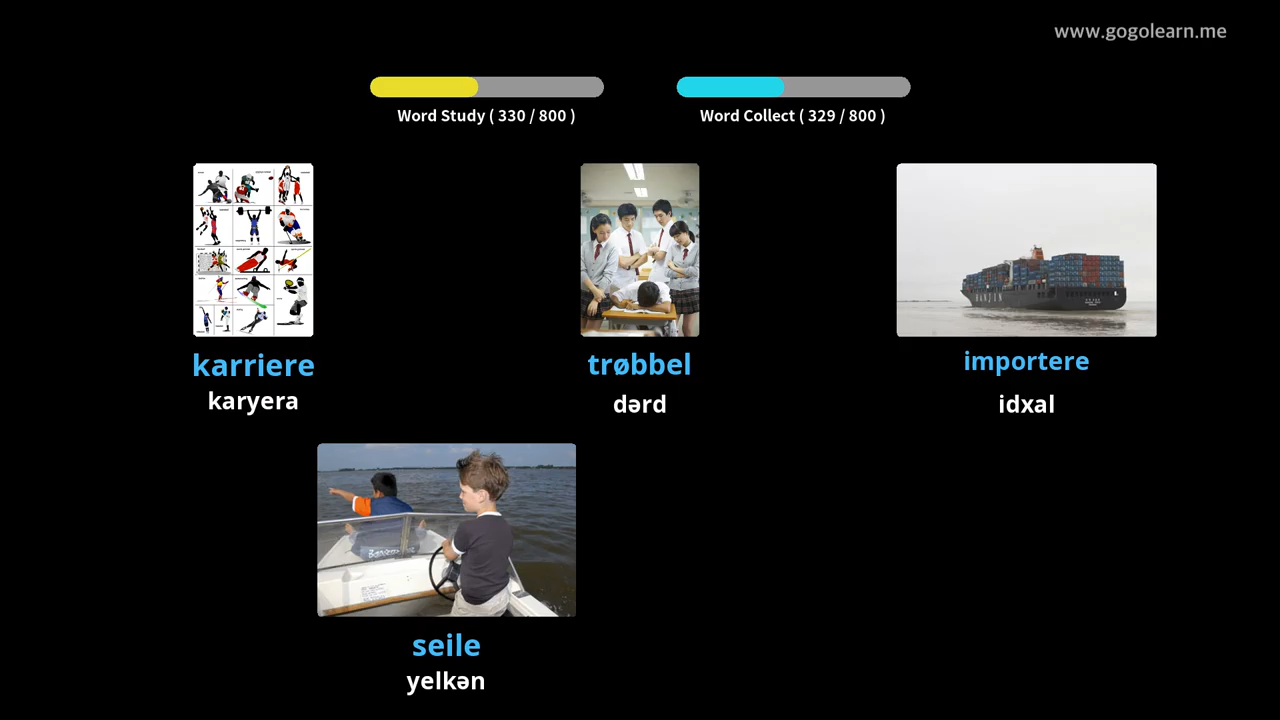 www.gogolearn.me
Word Study ( 330 / 800 )
Word Collect ( 329 / 800 )
karriere
karyera
trøbbel
dərd
HANJIN
importere
idxal
seile
yelkən